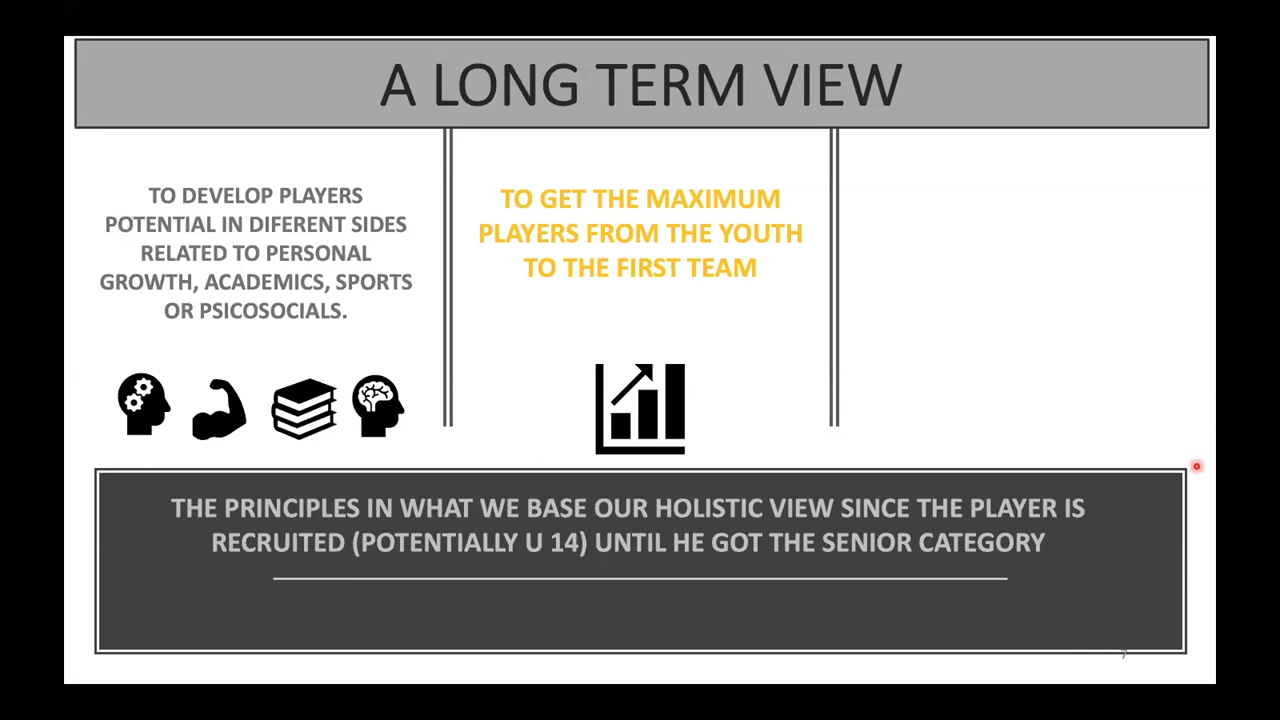 A LONG TERM VIEW
TO DEVELOP PLAYERS
POTENTIAL IN DIFERENT SIDES
RELATED TO PERSONAL
GROWTH, ACADEMICS, SPORTS
OR PSICOSOCIALS.
TO GET THE MAXIMUM
PLAYERS FROM THE YOUTH
TO THE FIRST TEAM
THE PRINCIPLES IN WHAT WE BASE OUR HOLISTIC VIEW SINCE THE PLAYER IS
RECRUITED (POTENTIALLY U 14) UNTIL HE GOT THE SENIOR CATEGORY
7